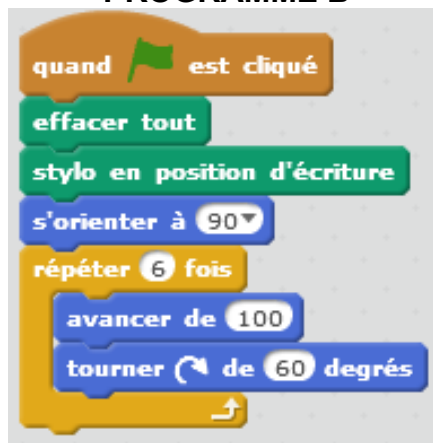 PROGRAMME B
quand est cliqué
effacer tout
stylo en position d'écriture
s'orienter à 90
répéter 6 fois
avancer de 100
tourner de 60 degrés